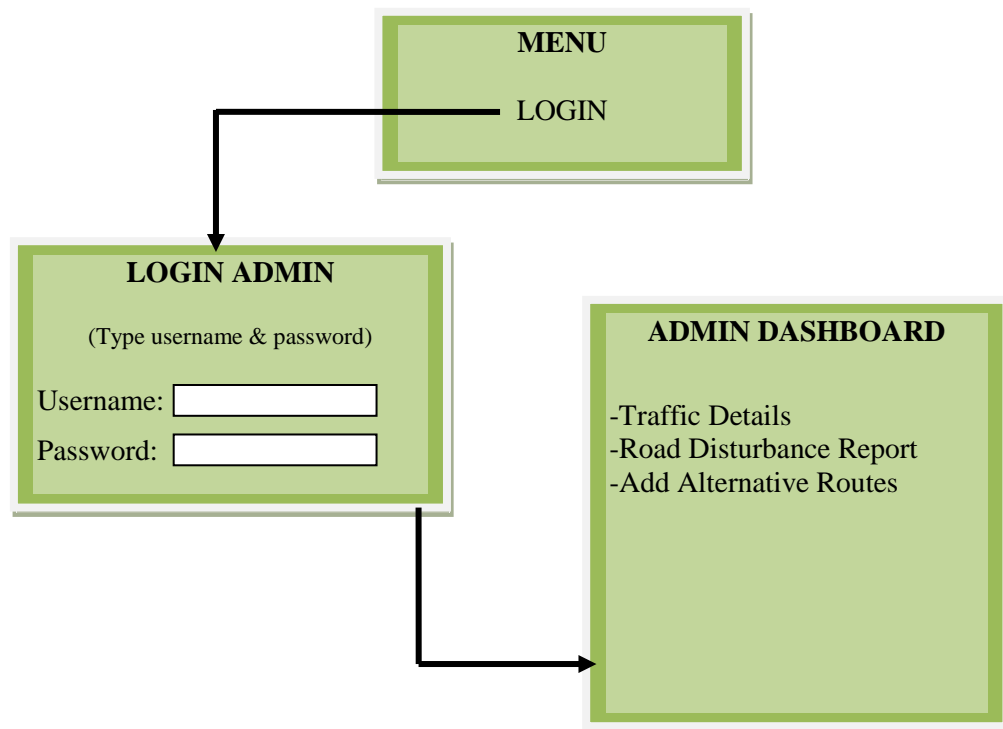 MENU
LOGIN
LOGIN ADMIN
(Type username & password)
Username:
Password:
ADMIN DASHBOARD
-Traffic Details
-Road Disturbance Report
-Add Alternative Routes